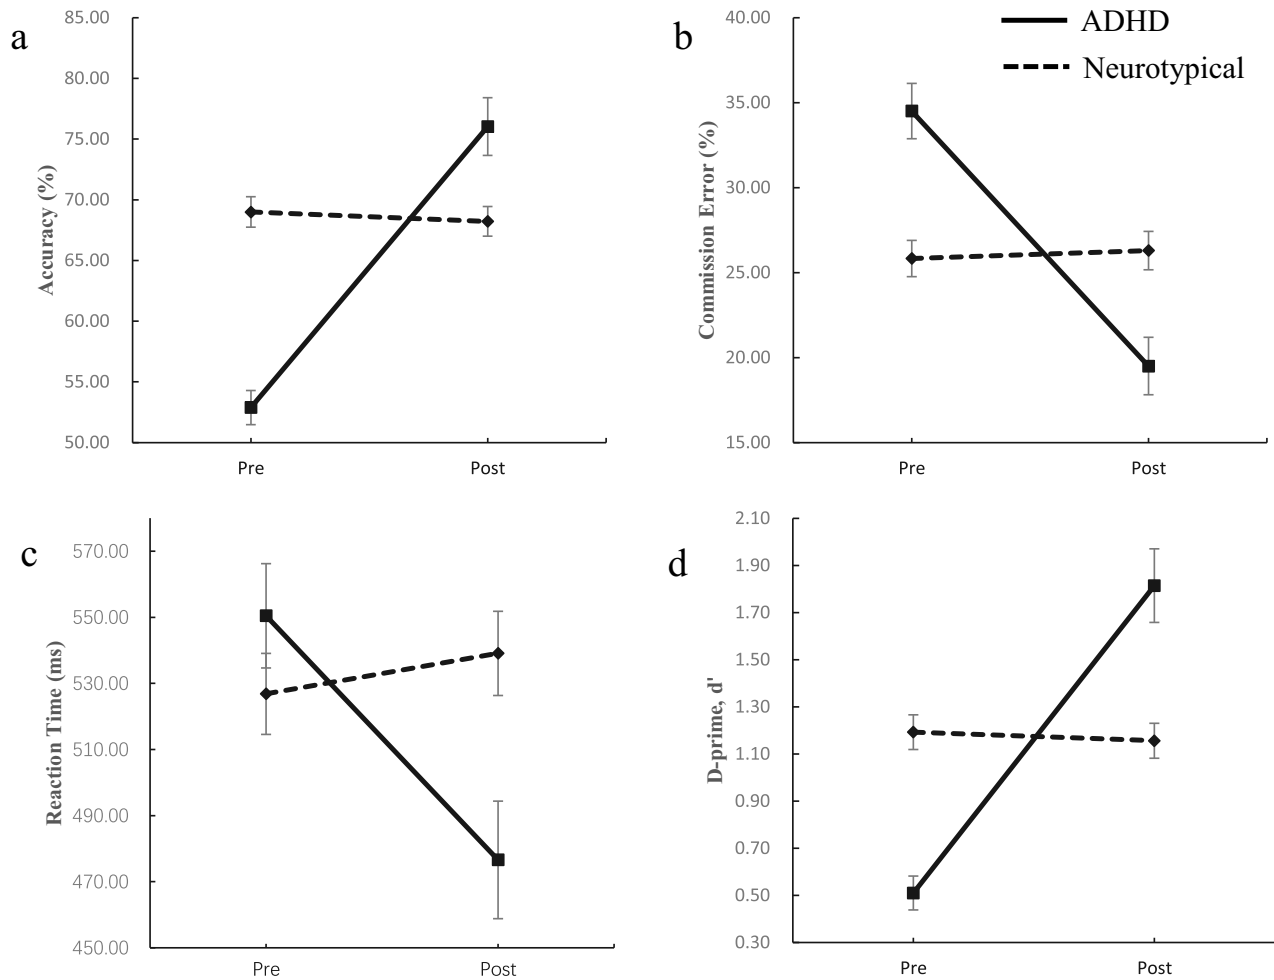 a
85.00
80.00
75.00
70.00
65.00
60.00
55.00
50.00
Accuracy (%)
Pre
Post
b
40.00
35.00
30.00
25.00
20.00
15.00
Commission Error (%)
Pre
Post
ADHD
Neurotypical
c
570.00
550.00
530.00
510.00
490.00
470.00
450.00
Reaction Time (ms)
Pre
Post
d
2.10
1.90
1.70
1.50
1.30
1.10
0.90
0.70
0.50
0.30
D-prime, d'
Pre
Post